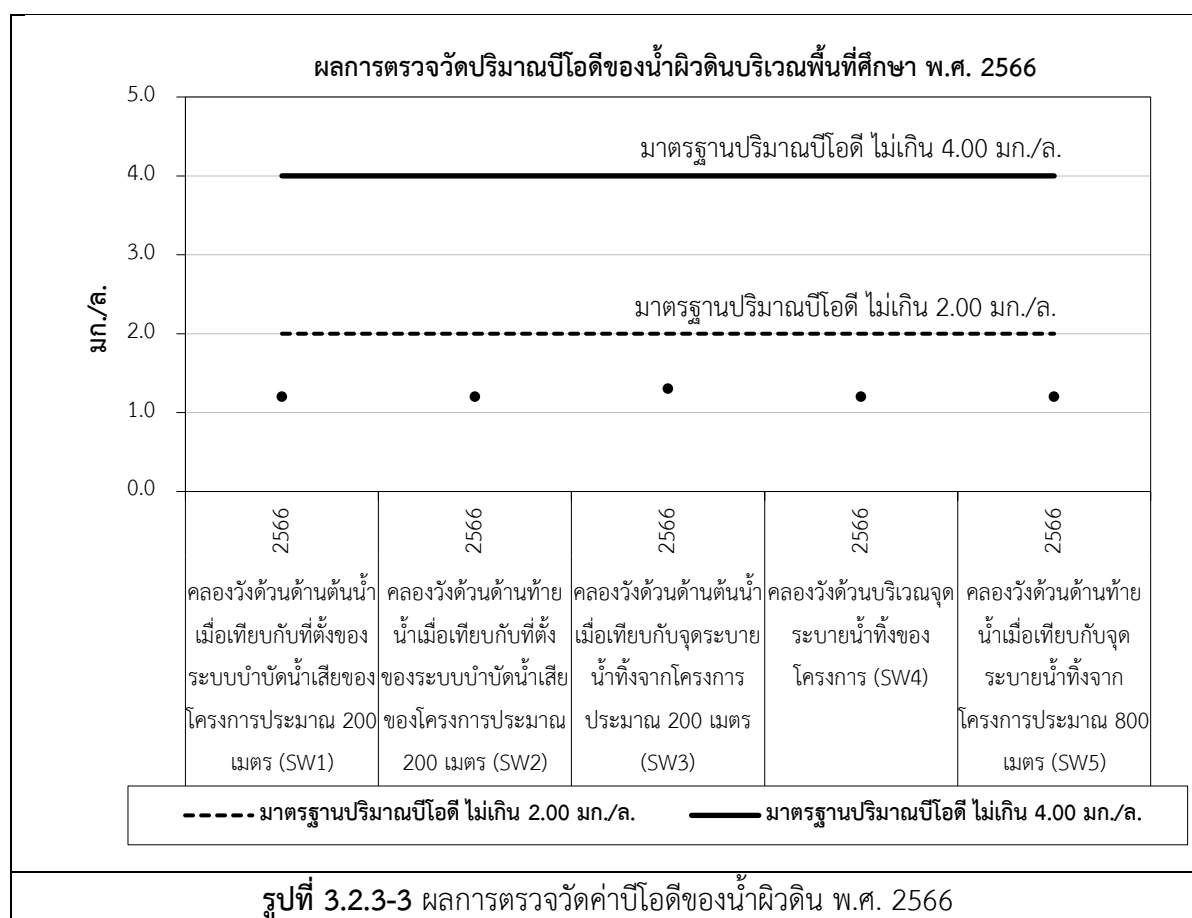 ผลการตรวจวัดปริมาณบีโอดีของน้ำผิวดินบริเวณพื้นที่ศึกษา พ.ศ. 2566
5.0
มาตรฐานปริมาณบีโอดี ไม่เกิน 4.00 มก./ล.
4.0
3.0
มก./ล.
มาตรฐานปริมาณบีโอดี ไม่เกิน 2.00 มก./ล.
2.0
1.0
0.0
2566
2566
2566
2566
2566
คลองวังด้วนด้านต้นน้ำ
เมื่อเทียบกับที่ตั้งของ
ระบบบำบัดน้ำเสียของ
โครงการประมาณ 200
เมตร (SW1)
คลองวังด้วนด้านท้าย
น้ำเมื่อเทียบกับที่ตั้ง
ของระบบบำบัดน้ำเสีย
ของโครงการประมาณ
200 เมตร (SW2)
คลองวังด้วนด้านต้นน้ำ
เมื่อเทียบกับจุดระบาย
น้ำทิ้งจากโครงการ
ประมาณ 200 เมตร
(SW3)
คลองวังด้วนบริเวณจุด
ระบายน้ำทิ้งของ
โครงการ (SW4)
คลองวังด้วนด้านท้าย
น้ำเมื่อเทียบกับจุด
ระบายน้ำทิ้งจาก
โครงการประมาณ 800
เมตร (SW5)
มาตรฐานปริมาณบีโอดี ไม่เกิน 2.00 มก./ล.
มาตรฐานปริมาณบีโอดี ไม่เกิน 4.00 มก./ล.
รูปที่ 3.2.3-3 ผลการตรวจวัดค่าบีโอดีของน้ำผิวดิน พ.ศ. 2566